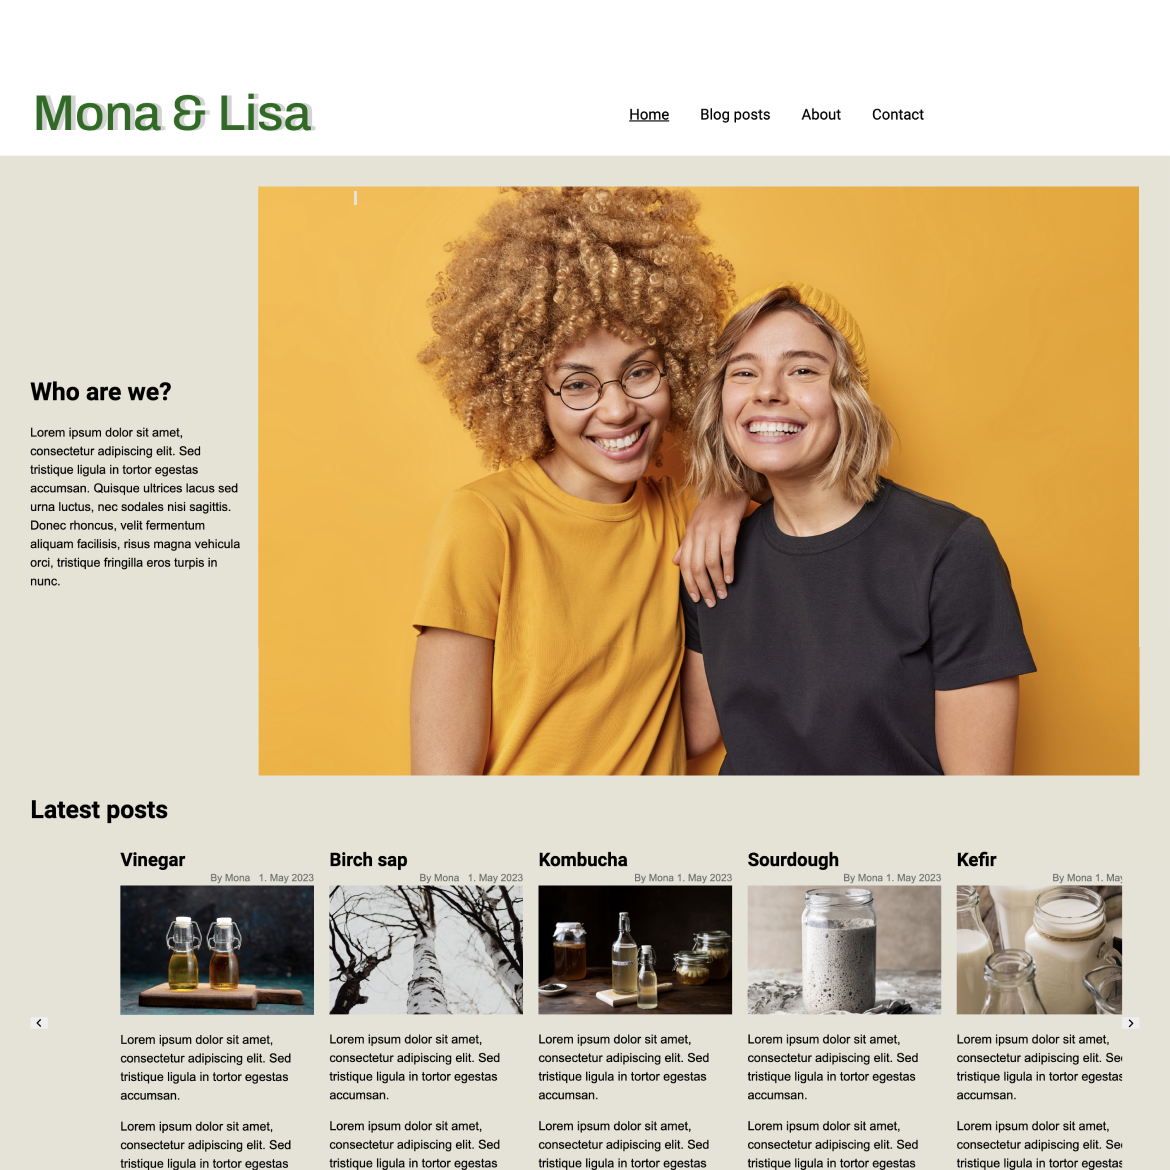 Mona & Lisa
Home Blog posts About Contact
Who are we?
Lorem ipsum dolor sit amet,
consectetur adipiscing elit. Sed
tristique ligula in tortor egestas
accumsan. Quisque ultrices lacus sed
urna luctus, nec sodales nisi sagittis.
Donec rhoncus, velit fermentum
aliquam facilisis, risus magna vehicula
orci, tristique fringilla eros turpis in
nunc.
Latest posts
Vinegar
By Mona 1. May 2023
Lorem ipsum dolor sit amet,
consectetur adipiscing elit. Sed
tristique ligula in tortor egestas
accumsan.
Lorem ipsum dolor sit amet,
consectetur adipiscing elit. Sed
tristique ligula in tortor egestas
Birch sap
By Mona 1. May 2023
Lorem ipsum dolor sit amet,
consectetur adipiscing elit. Sed
tristique ligula in tortor egestas
accumsan.
Lorem ipsum dolor sit amet,
consectetur adipiscing elit. Sed
tristique ligula in tortor egestas
Kombucha
By Mona 1. May 2023
Lorem ipsum dolor sit amet,
consectetur adipiscing elit. Sed
tristique ligula in tortor egestas
accumsan.
Lorem ipsum dolor sit amet,
consectetur adipiscing elit. Sed
tristique ligula in tortor egestas
Sourdough
By Mona 1. May 2023
Lorem ipsum dolor sit amet,
consectetur adipiscing elit. Sed
tristique ligula in tortor egestas
accumsan.
Lorem ipsum dolor sit amet,
consectetur adipiscing elit. Sed
tristique ligula in tortor egestas
Kefir
By Mona 1. May
Lorem ipsum dolor sit amet,
consectetur adipiscing elit. Sed
tristique ligula in tortor egestas
accumsan.
Lorem ipsum dolor sit amet,
consectetur adipiscing elit. Sed
tristique ligula in tortor egestas